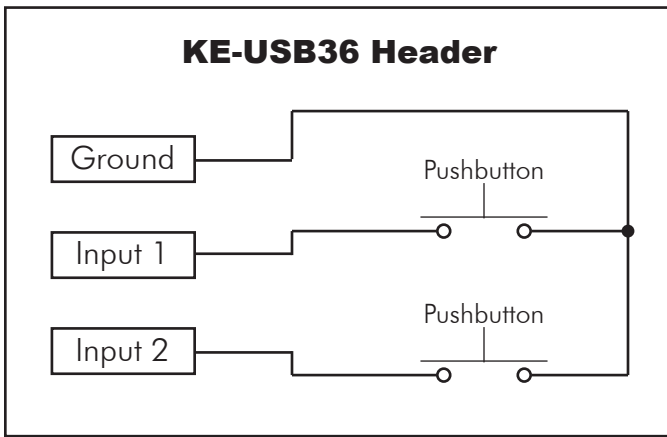 KE-USB36 Header
Ground
Pushbutton
Input 1
Pushbutton
Input 2